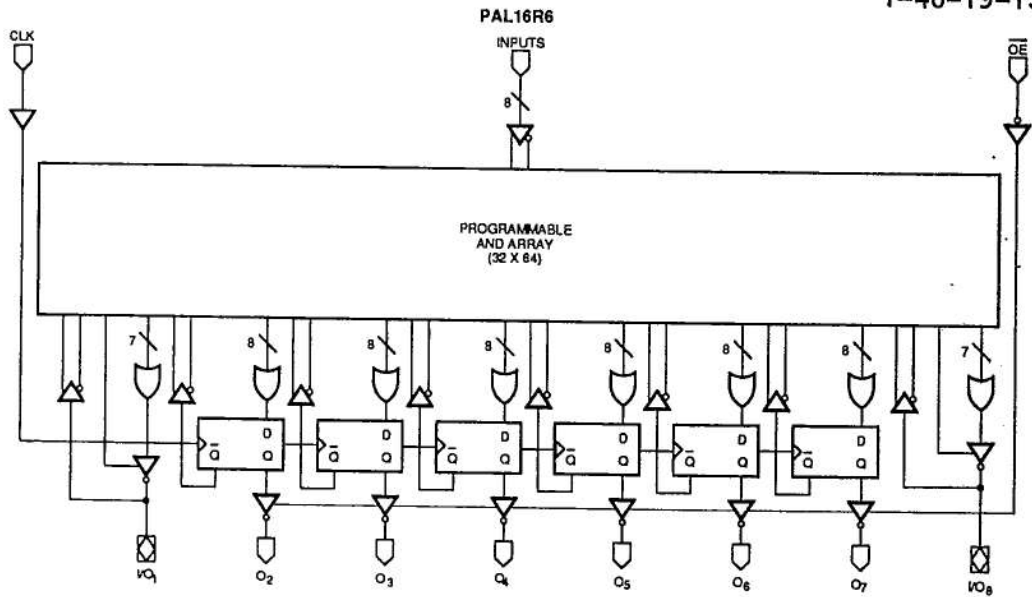 PAL16R6
CLK
INPUTS
OE
8
PROGRAMMABLE
AND ARRAY
(32 X 64)
7 8 8 8 8 8 8 7
D D D D D D
Q Q Q Q Q Q Q Q Q Q Q Q
I/O1 O2 O3 O4 O5 O6 O7 I/O8